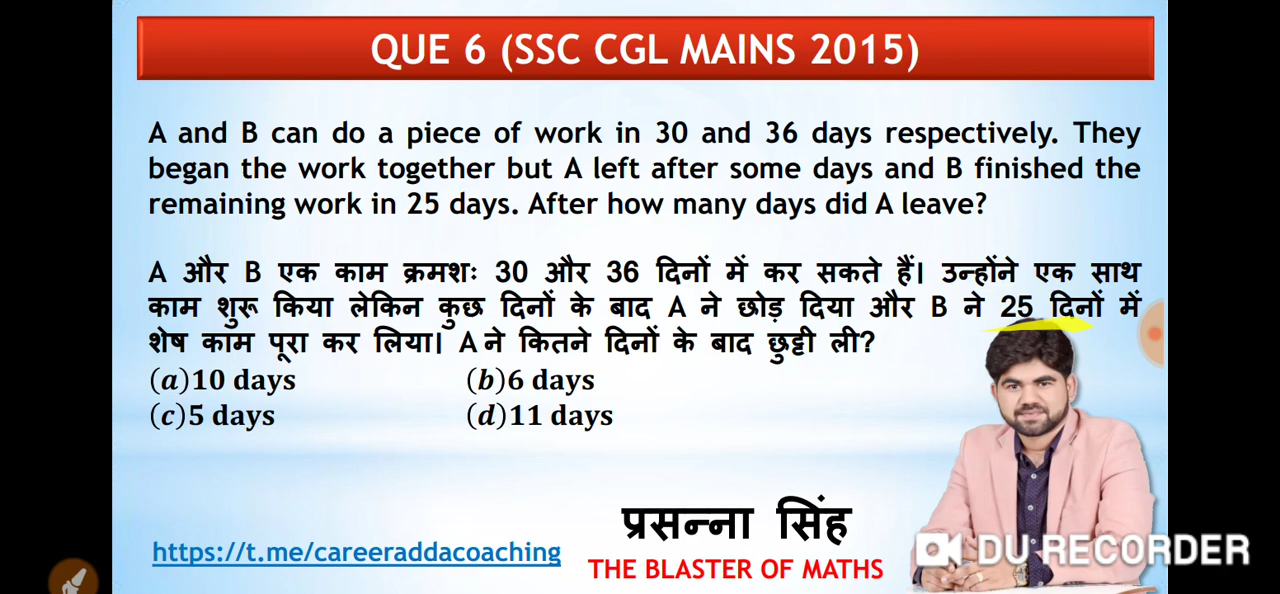 QUE 6 (SSC CGL MAINS 2015)
A and B can do a piece of work in 30 and 36 days respectively. They
began the work together but A left after some days and B finished the
remaining work in 25 days. After how many days did A leave?
A और B एक काम क्रमशः 30 और 36 दिनों में कर सकते हैं। उन्होंने एक साथ
काम शुरू किया लेकिन कुछ दिनों के बाद A ने छोड़ दिया और B ने 25 दिनों में
शेष काम पूरा कर लिया। A ने कितने दिनों के बाद छुट्टी ली?
(a)10 days (b)6 days
(c)5 days (d)11 days
प्रसन्ना सिंह
https://t.me/careeraddacoaching
THE BLASTER OF MATHS
DU RECORDER